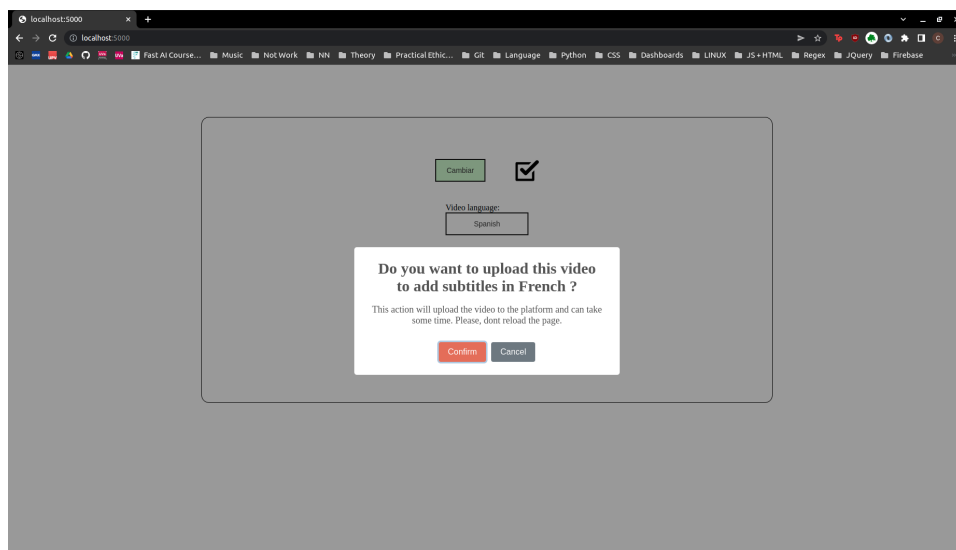 localhost:5000
localhost:5000
Fast AI Course... Music Not Work NN Theory Practical Ethic... Git Language Python CSS Dashboards LINUX JS+HTML Regex JQuery Firebase
Cambiar
Video language:
Spanish
Do you want to upload this video
to add subtitles in French ?
This action will upload the video to the platform and can take
some time. Please, dont reload the page.
Confirm Cancel